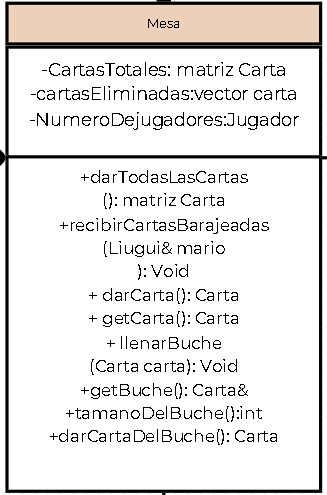 Mesa
-CartasTotales: matriz Carta
-cartasEliminadas:vector carta
-NumeroDejugadores:Jugador
+darTodasLasCartas
(): matriz Carta
+recibirCartasBarajeadas
(Liugui& mario
): Void
+ darCarta(): Carta
+ getCarta(): Carta
+ llenarBuche
(Carta carta): Void
+getBuche(): Carta&
+tamanoDelBuche():int
+darCartaDelBuche(): Carta